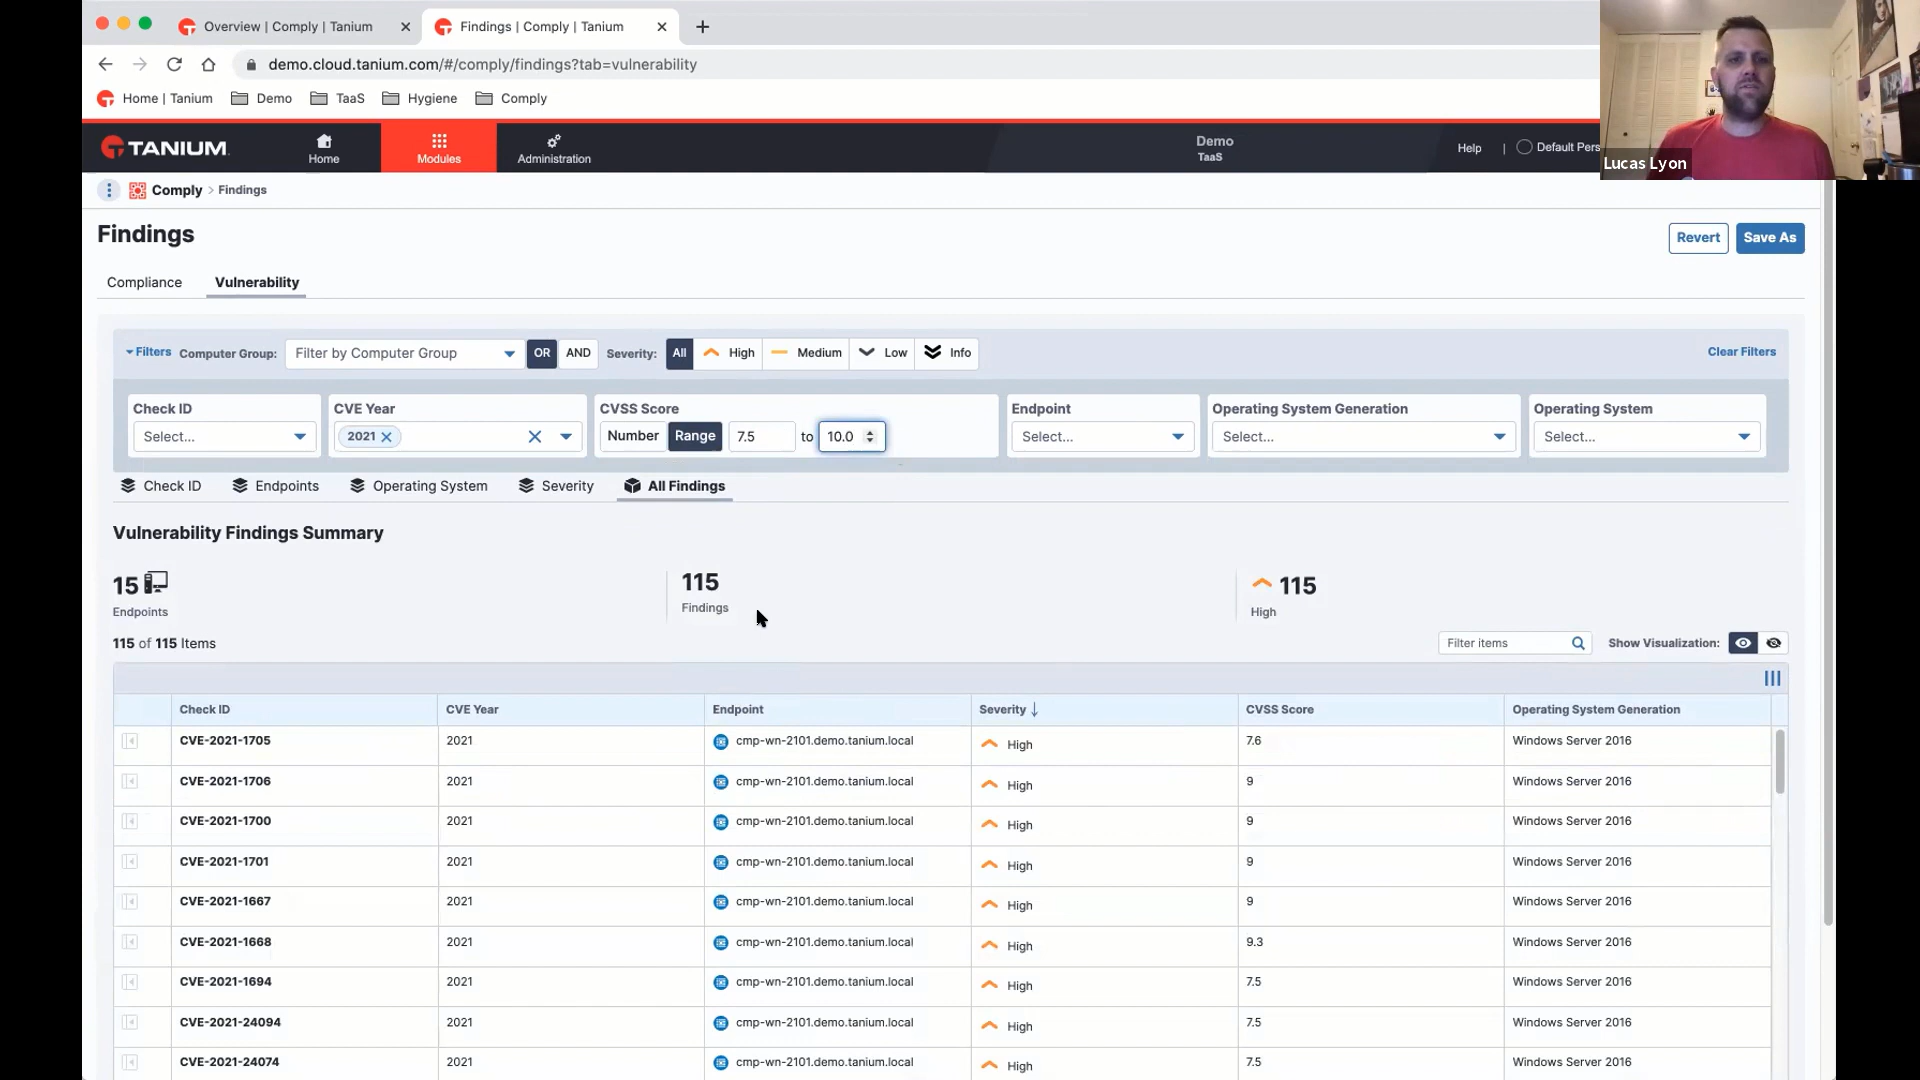 Overview | Comply | Tanium
Findings | Comply | Tanium
demo.cloud.tanium.com/#/comply/findings?tab=vulnerability
Home | Tanium Demo TaaS Hygiene Comply
TANIUM
Home
Modules
Administration
Demo
TaaS
Help | Default Pers
Lucas Lyon
Comply > Findings
Findings
Revert Save As
Compliance Vulnerability
Filters Computer Group: Filter by Computer Group OR AND Severity: All High Medium Low Info Clear Filters
Check ID CVE Year CVSS Score Endpoint Operating System Generation Operating System
Select... 2021 Number Range 7.5 to 10.0 Select... Select... Select...
Check ID Endpoints Operating System Severity All Findings
Vulnerability Findings Summary
15 115 115
Endpoints Findings High
115 of 115 Items Filter items Show Visualization:
Check ID CVE Year Endpoint Severity CVSS Score Operating System Generation
CVE-2021-1705 2021 cmp-wn-2101.demo.tanium.local High 7.6 Windows Server 2016
CVE-2021-1706 2021 cmp-wn-2101.demo.tanium.local High 9 Windows Server 2016
CVE-2021-1700 2021 cmp-wn-2101.demo.tanium.local High 9 Windows Server 2016
CVE-2021-1701 2021 cmp-wn-2101.demo.tanium.local High 9 Windows Server 2016
CVE-2021-1667 2021 cmp-wn-2101.demo.tanium.local High 9 Windows Server 2016
CVE-2021-1668 2021 cmp-wn-2101.demo.tanium.local High 9.3 Windows Server 2016
CVE-2021-1694 2021 cmp-wn-2101.demo.tanium.local High 7.5 Windows Server 2016
CVE-2021-24094 2021 cmp-wn-2101.demo.tanium.local High 7.5 Windows Server 2016
CVE-2021-24074 2021 cmp-wn-2101.demo.tanium.local High 7.5 Windows Server 2016